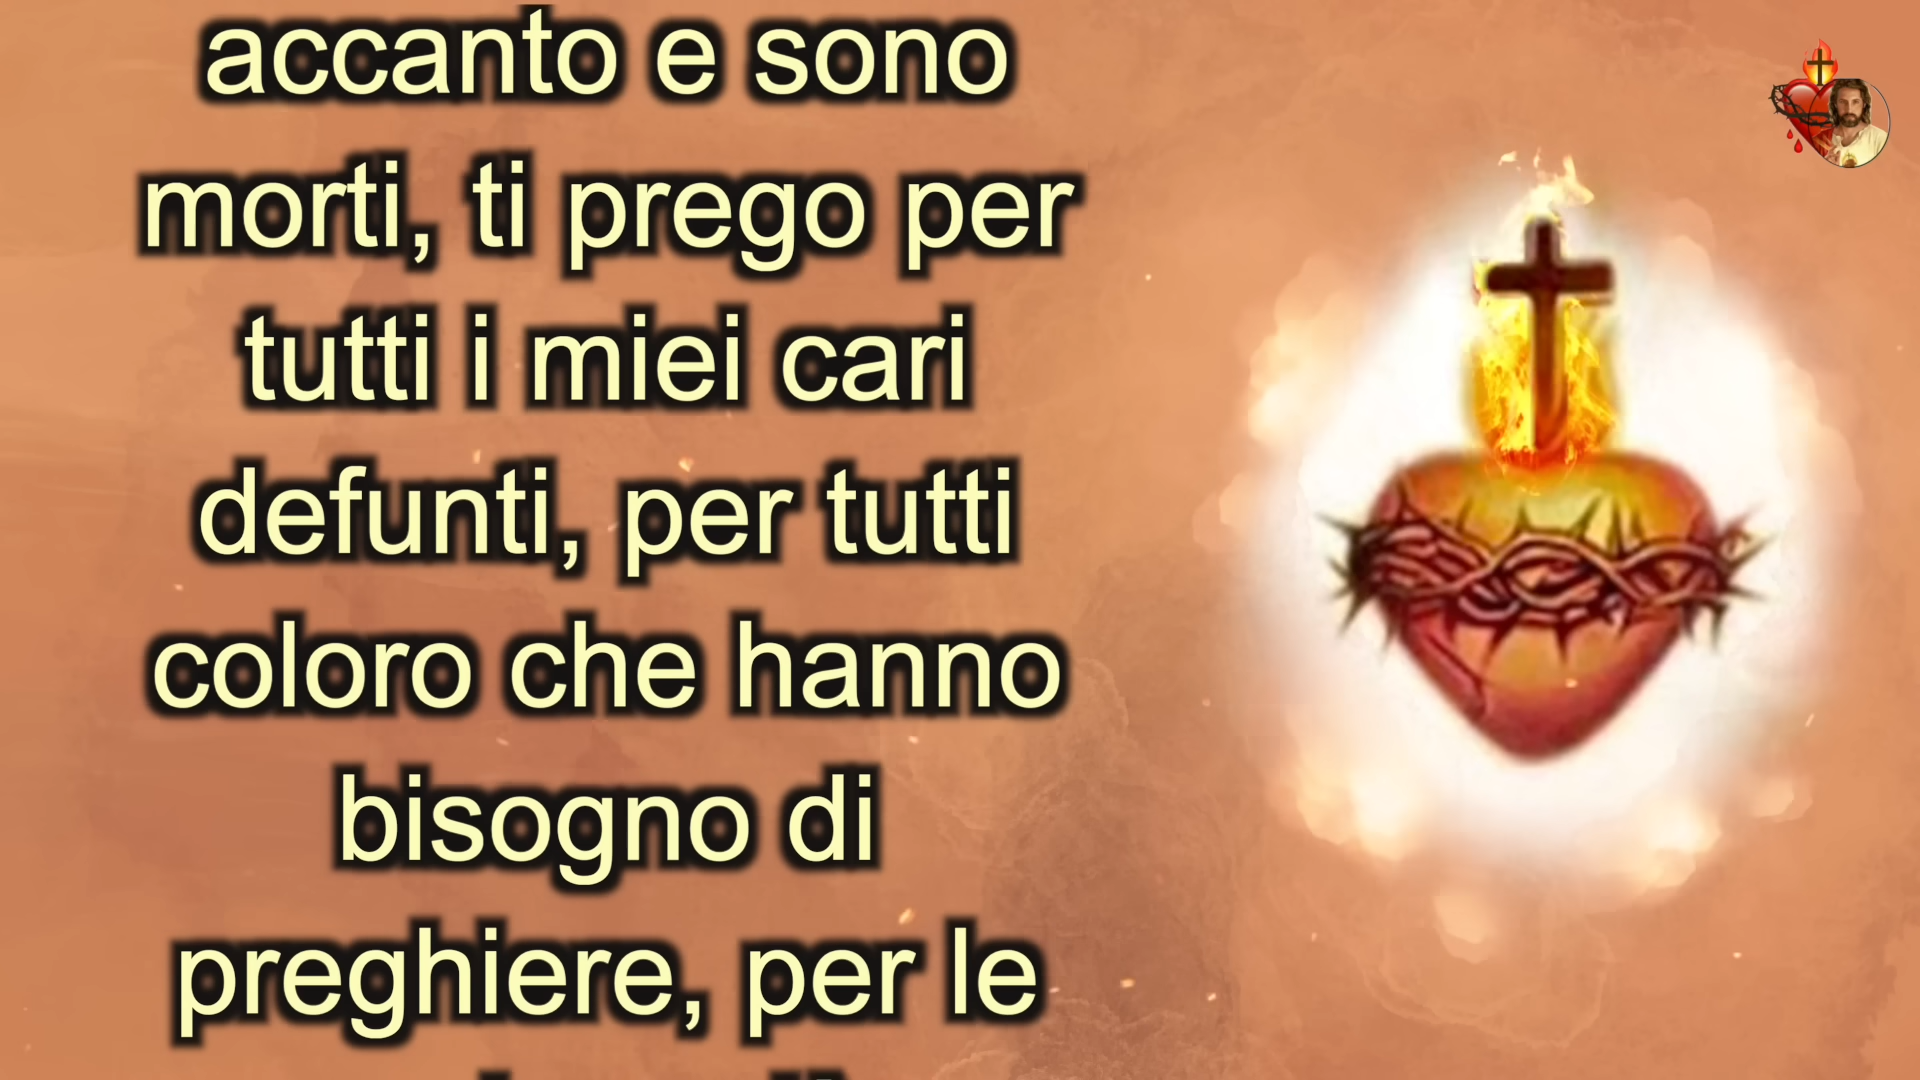 accanto e sono
morti, ti prego per
tutti i miei cari
defunti, per tutti
coloro che hanno
bisogno di
preghiere, per le